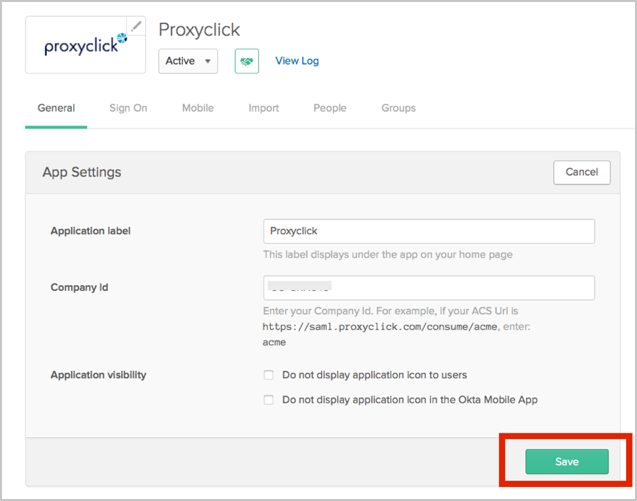 proxyclick
Proxyclick
Active
View Log
General Sign On Mobile Import People Groups
App Settings
Cancel
Application label
Proxyclick
This label displays under the app on your home page
Company Id
Enter your Company Id. For example, if your ACS Url is
https://saml.proxyclick.com/consume/acme, enter:
acme
Application visibility
Do not display application icon to users
Do not display application icon in the Okta Mobile App
Save